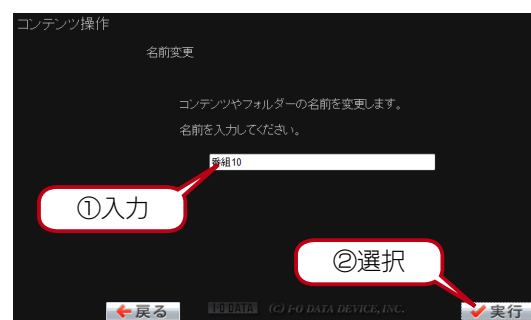 コンテンツ操作
名前変更
コンテンツやフォルダーの名前を変更します。
名前を入力してください。
番組10
①入力
②選択
戻る
I-O DATA (C) I-O DATA DEVICE, INC.
実行